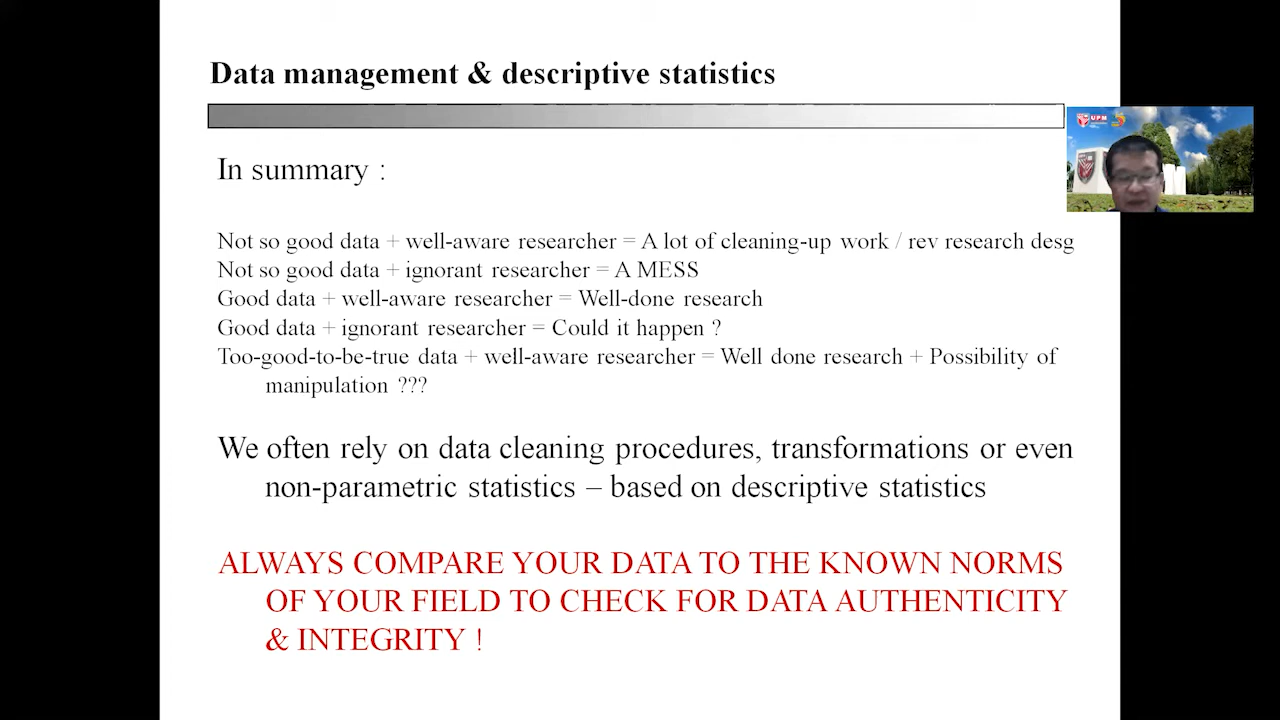 Data management & descriptive statistics
In summary :
Not so good data + well-aware researcher = A lot of cleaning-up work / rev research desg
Not so good data + ignorant researcher = A MESS
Good data + well-aware researcher = Well-done research
Good data + ignorant researcher = Could it happen ?
Too-good-to-be-true data + well-aware researcher = Well done research + Possibility of
manipulation ???
We often rely on data cleaning procedures, transformations or even
non-parametric statistics – based on descriptive statistics
ALWAYS COMPARE YOUR DATA TO THE KNOWN NORMS
OF YOUR FIELD TO CHECK FOR DATA AUTHENTICITY
& INTEGRITY !
UPM